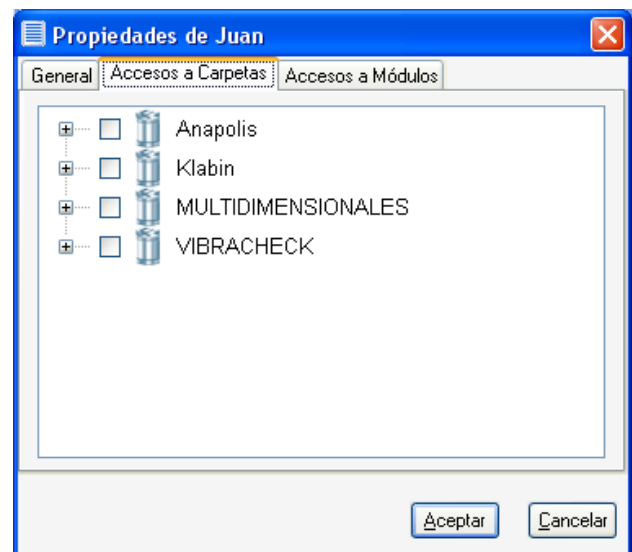 Propiedades de Juan
General Accesos a Carpetas Accesos a Módulos
Anapolis
Klabin
MULTIDIMENSIONALES
VIBRACHECK
Aceptar Cancelar